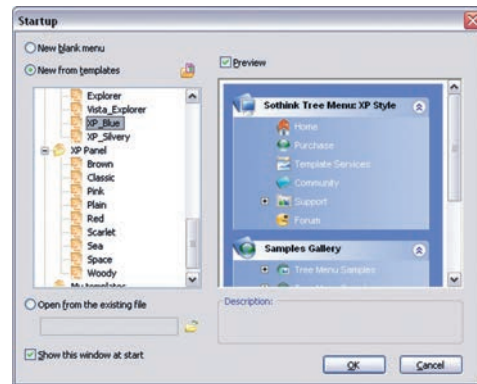 Startup
New blank menu
New from templates
Explorer
Vista_Explorer
XP_Blue
XP_Silvery
XP Panel
Brown
Classic
Pink
Plain
Red
Scarlet
Sea
Space
Woody
My templates
Open from the existing file
Show this window at start
Preview
Sothink Tree Menu: XP Style
Home
Purchase
Template Services
Community
Support
Forum
Samples Gallery
Tree Menu Samples
Description:
OK
Cancel